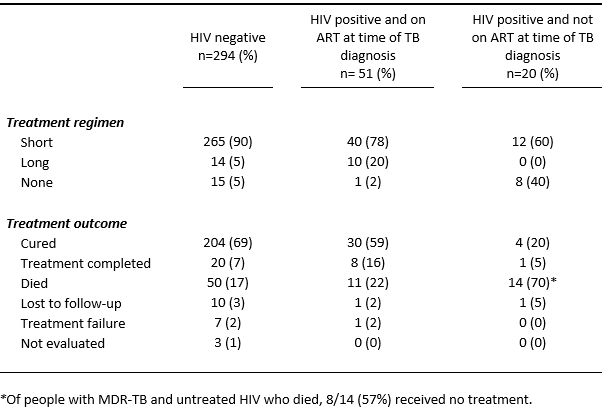 HIV negative
n=294 (%)
HIV positive and on
ART at time of TB
diagnosis
n= 51 (%)
HIV positive and not
on ART at time of TB
diagnosis
n=20 (%)
Treatment regimen
Short 265 (90) 40 (78) 12 (60)
Long 14 (5) 10 (20) 0 (0)
None 15 (5) 1 (2) 8 (40)
Treatment outcome
Cured 204 (69) 30 (59) 4 (20)
Treatment completed 20 (7) 8 (16) 1 (5)
Died 50 (17) 11 (22) 14 (70)*
Lost to follow-up 10 (3) 1 (2) 1 (5)
Treatment failure 7 (2) 1 (2) 0 (0)
Not evaluated 3 (1) 0 (0) 0 (0)
*Of people with MDR-TB and untreated HIV who died, 8/14 (57%) received no treatment.